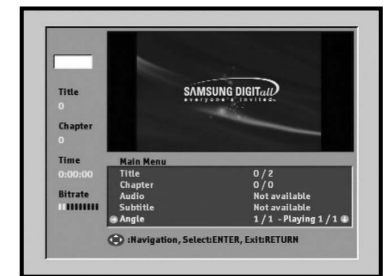 SAMSUNG DIGITall
everyone's invited™
Title
0
Chapter
0
Time
0:00:00
Bitrate
Main Menu
Title 0 / 2
Chapter 0 / 0
Audio Not available
Subtitle Not available
Angle 1 / 1 - Playing 1 / 1
:Navigation, Select:ENTER, Exit:RETURN